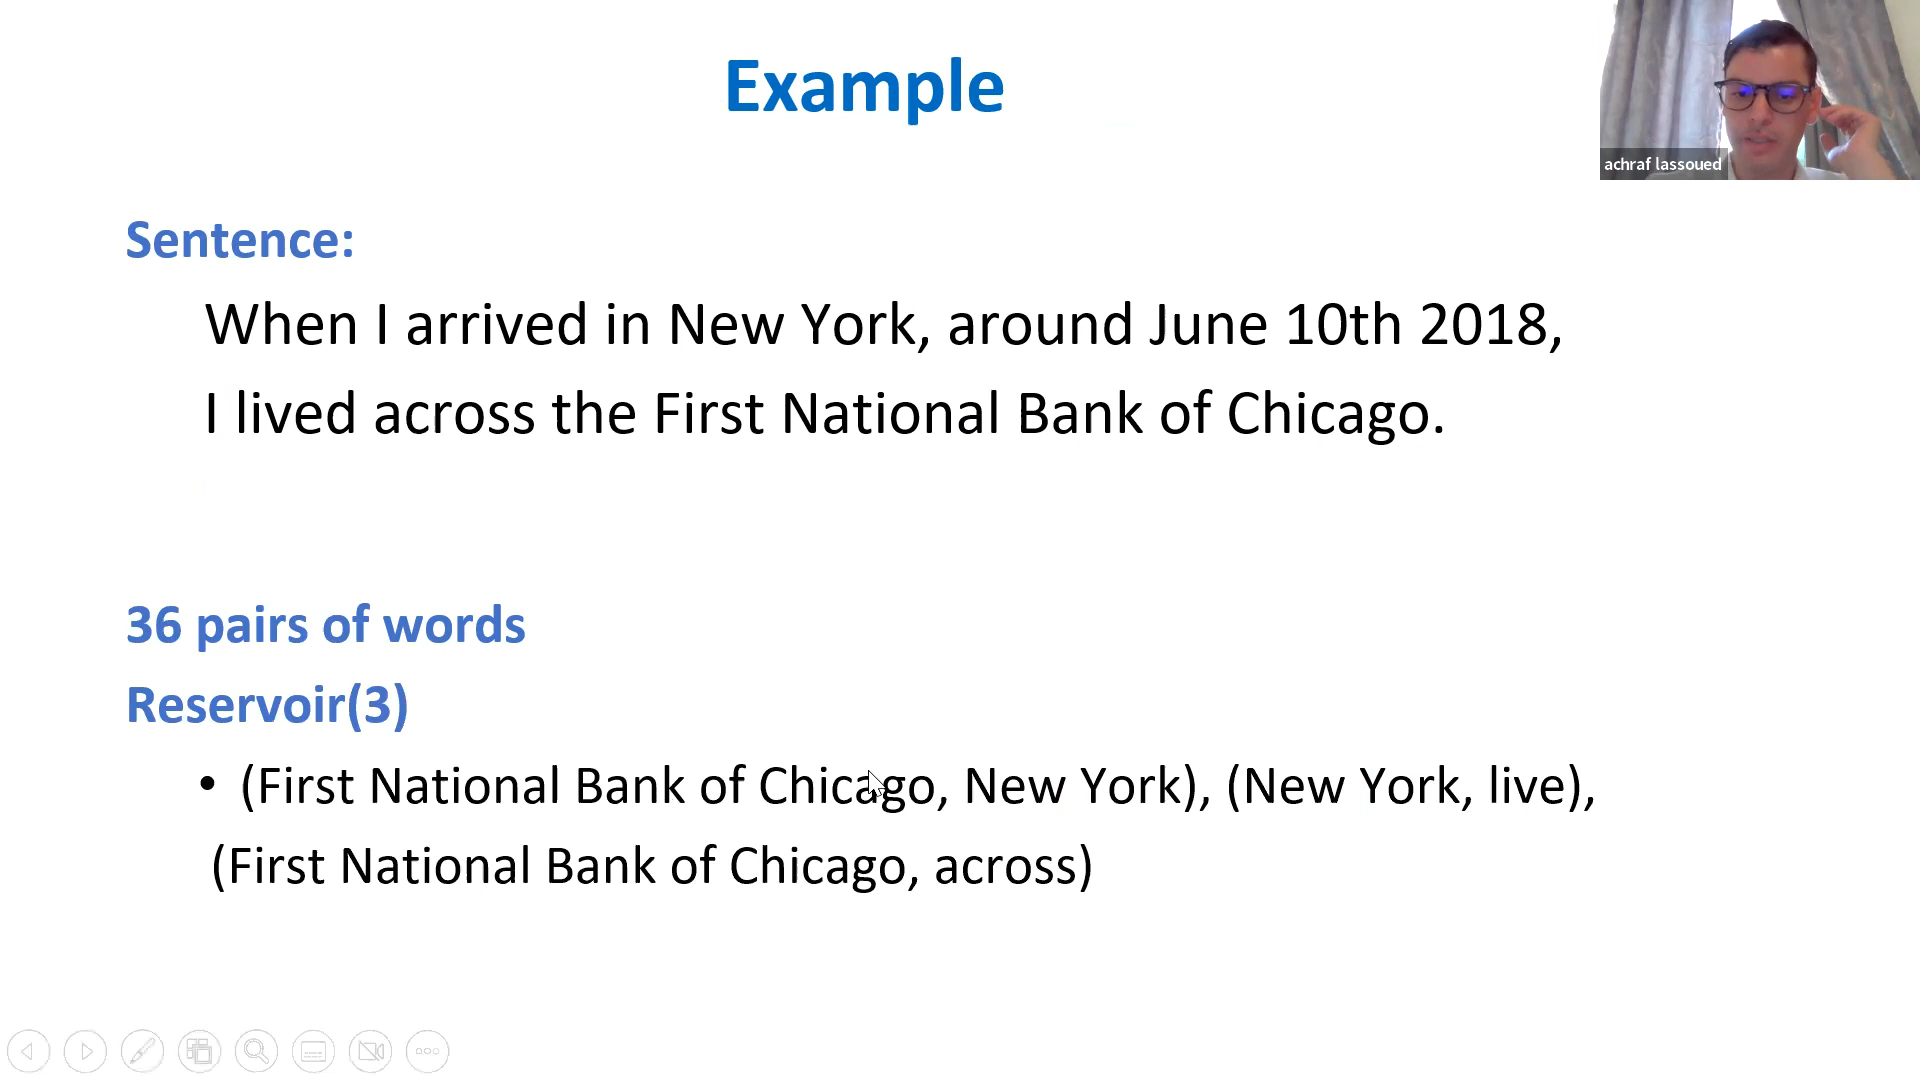 Example
achraf lassoued
Sentence:
When I arrived in New York, around June 10th 2018,
I lived across the First National Bank of Chicago.
36 pairs of words
Reservoir(3)
• (First National Bank of Chicago, New York), (New York, live),
(First National Bank of Chicago, across)